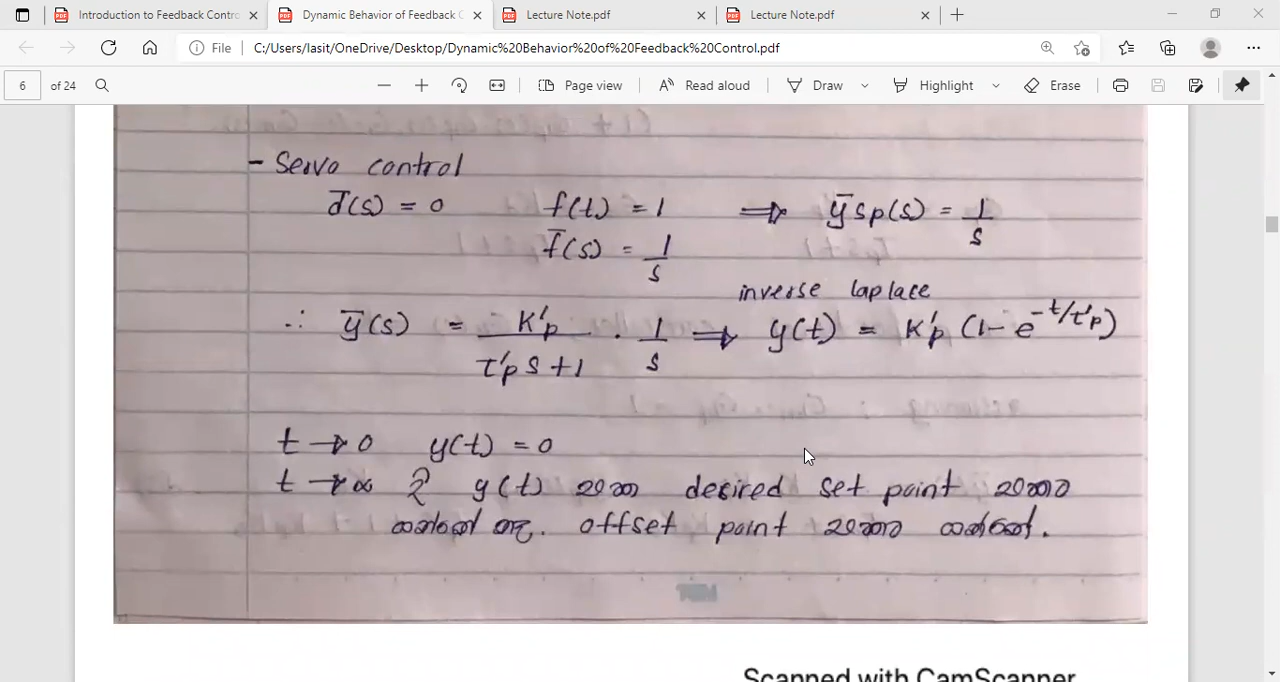 Introduction to Feedback Contro
Dynamic Behavior of Feedback C
Lecture Note.pdf
Lecture Note.pdf
File
C:/Users/lasit/OneDrive/Desktop/Dynamic%20Behavior%20of%20Feedback%20Control.pdf
6 of 24
Page view
Read aloud
Draw
Highlight
Erase
- Servo control
d̅(s) = 0 f(t) = 1 ⟹ y̅sp(s) = 1/s
f̅(s) = 1/s
inverse laplace
∴ y̅(s) = K'p/(τ'p s + 1) · 1/s ⟹ y(t) = K'p (1 - e^(-t/τ'p))
t → 0 y(t) = 0
t → ∞ y(t) desired set point
offset point
Scanned with CamScanner